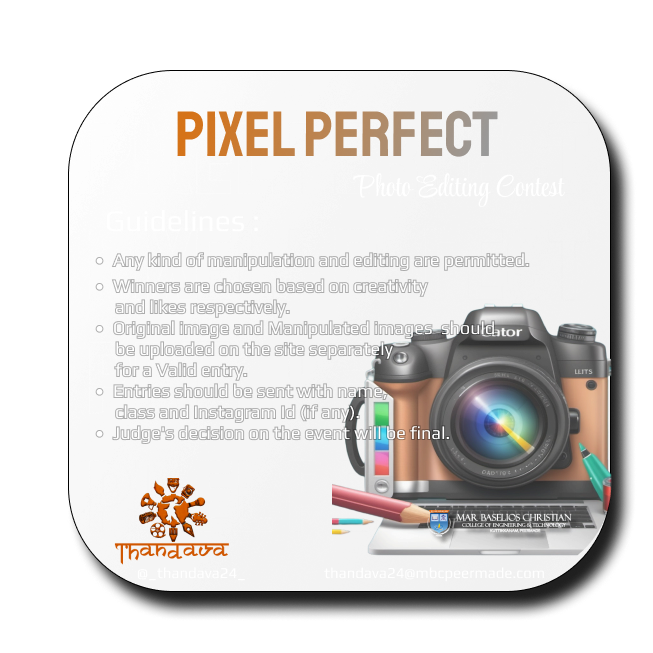 PIXEL PERFECT
Photo Editing Contest
Guidelines :
Any kind of manipulation and editing are permitted.
Winners are chosen based on creativity
and likes respectively.
Original image and Manipulated images should
be uploaded on the site separately
for a Valid entry.
Entries should be sent with name,
class and Instagram Id (if any).
Judge's decision on the event will be final.
ator
MAR BASELIOS CHRISTIAN
COLLEGE OF ENGINEERING & TECHNOLOGY
KUTTIKKANAM, PEERMADE
Thandava
@_thandava24_
thandava24@mbcpeermade.com